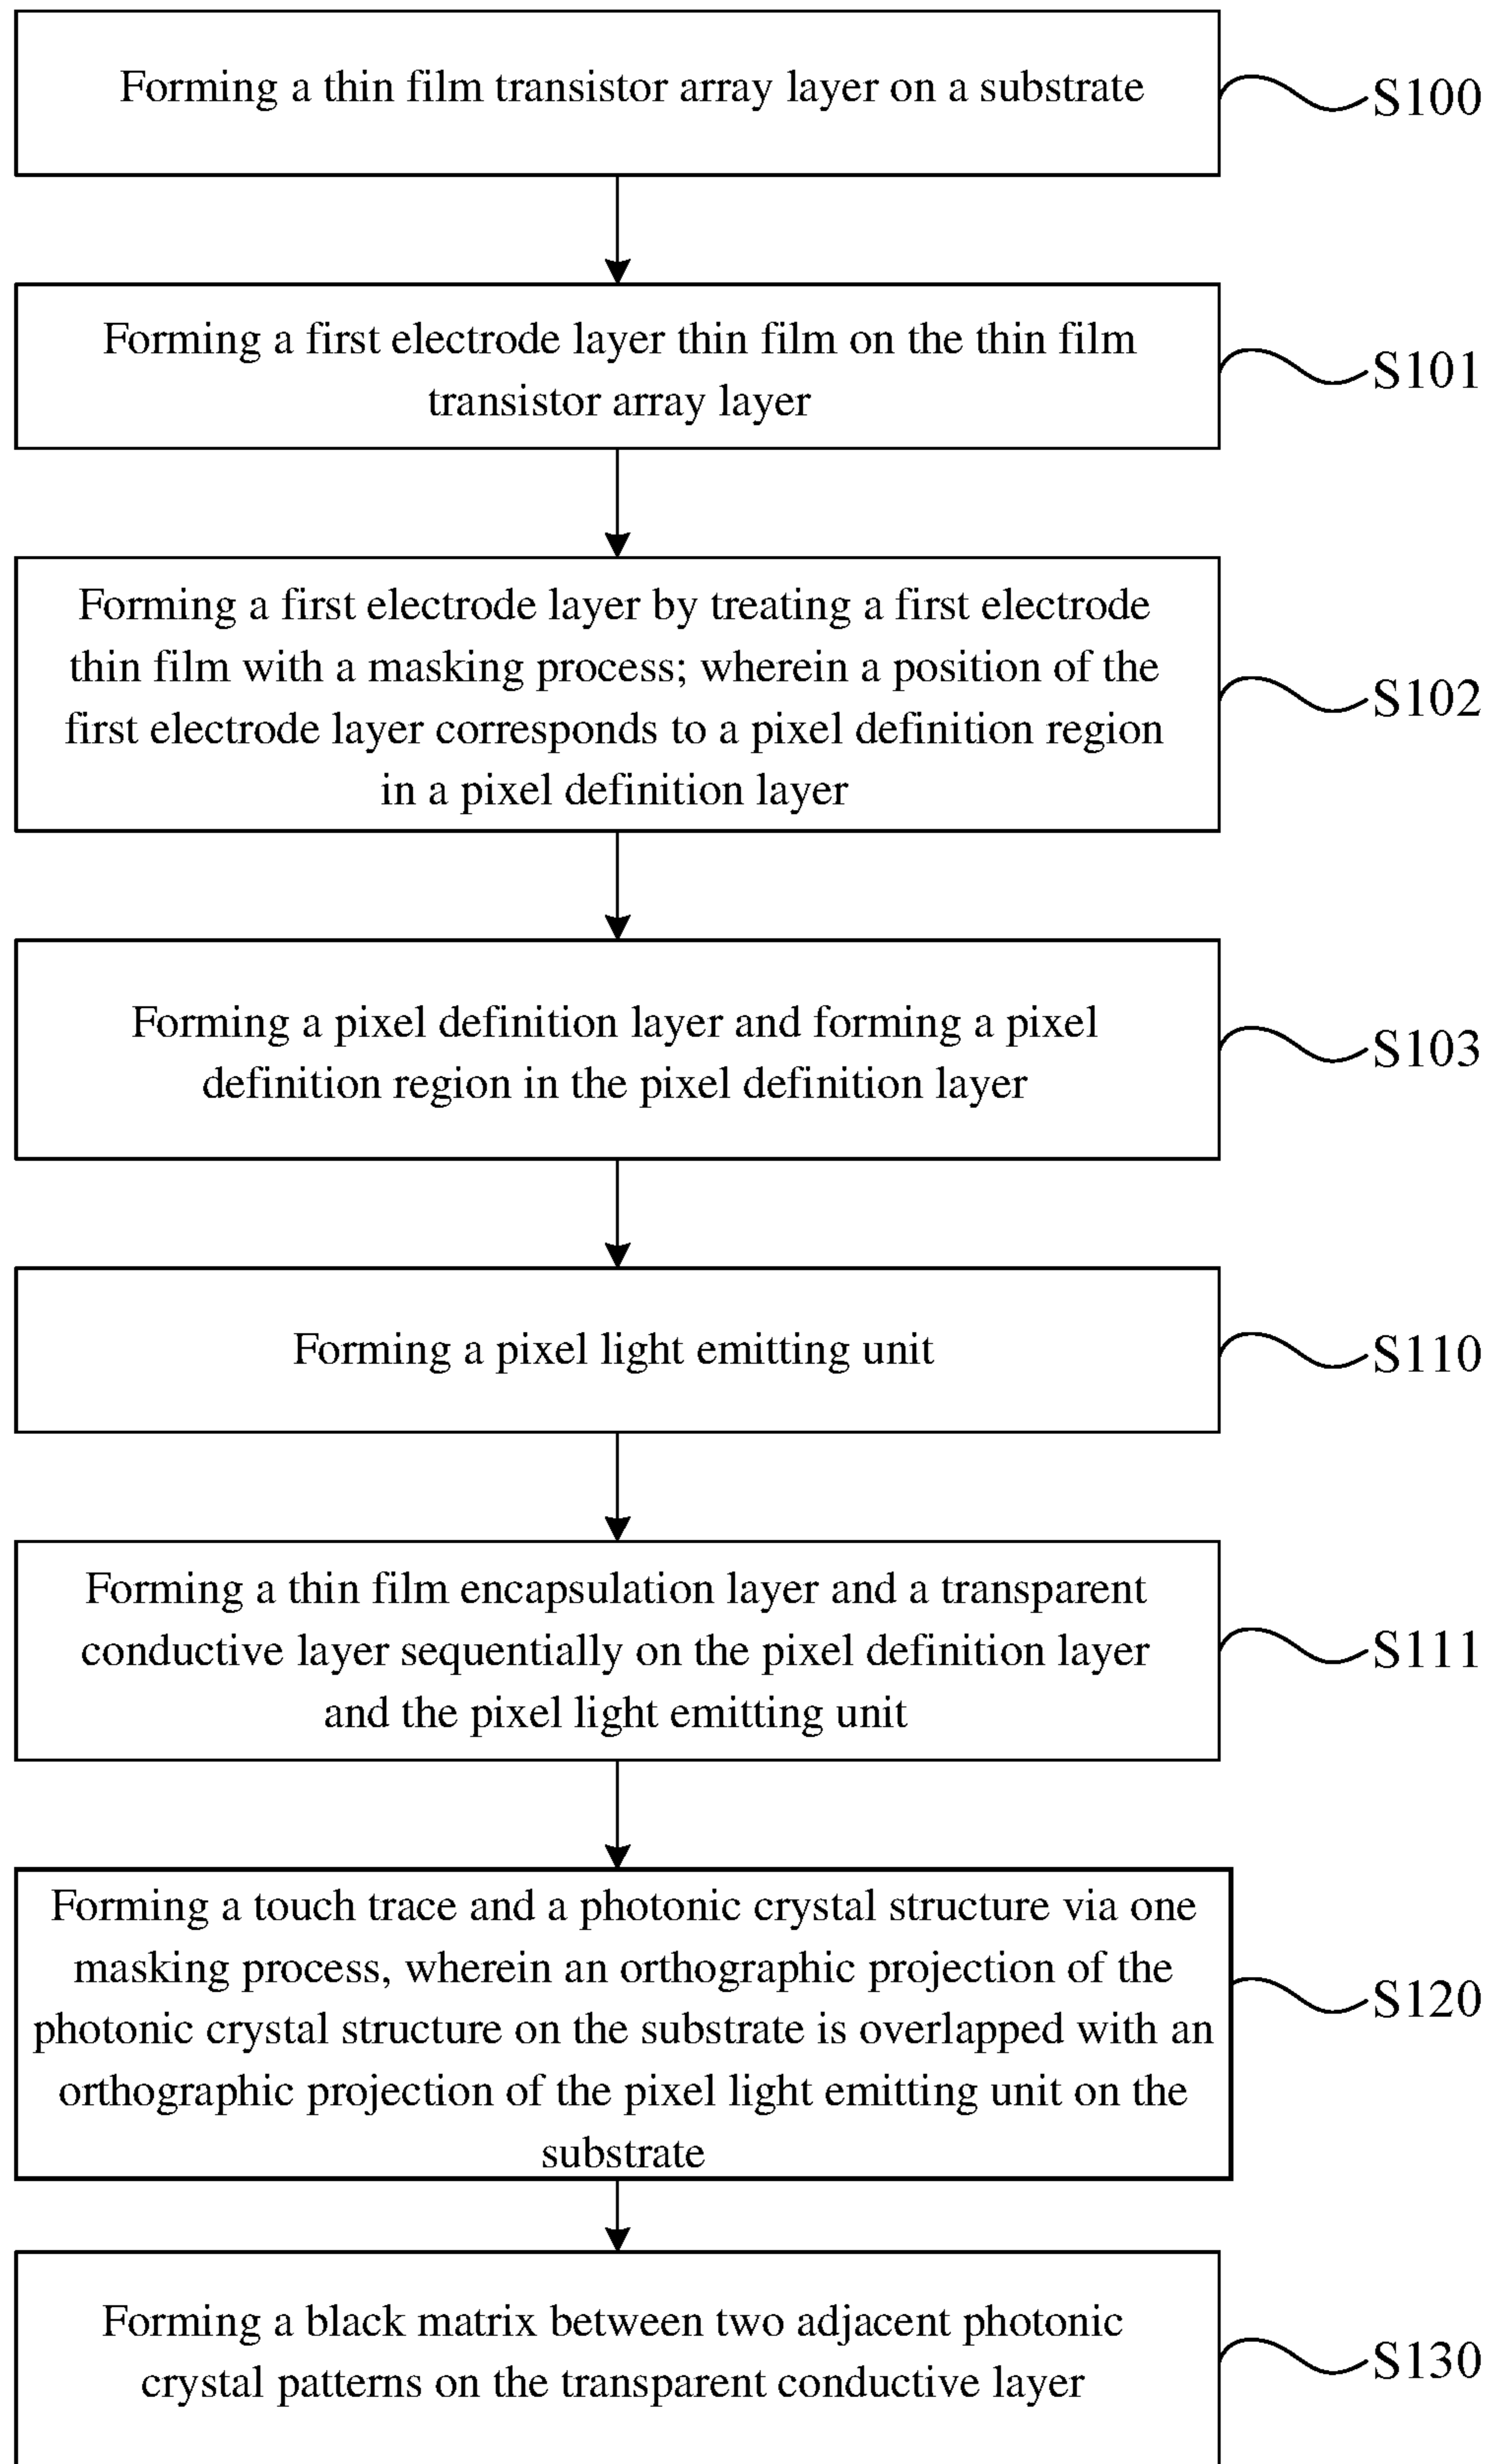 Forming a thin film transistor array layer on a substrate
S100
Forming a first electrode layer thin film on the thin film
transistor array layer
S101
Forming a first electrode layer by treating a first electrode
thin film with a masking process; wherein a position of the
first electrode layer corresponds to a pixel definition region
in a pixel definition layer
S102
Forming a pixel definition layer and forming a pixel
definition region in the pixel definition layer
S103
Forming a pixel light emitting unit
S110
Forming a thin film encapsulation layer and a transparent
conductive layer sequentially on the pixel definition layer
and the pixel light emitting unit
S111
Forming a touch trace and a photonic crystal structure via one
masking process, wherein an orthographic projection of the
photonic crystal structure on the substrate is overlapped with an
orthographic projection of the pixel light emitting unit on the
substrate
S120
Forming a black matrix between two adjacent photonic
crystal patterns on the transparent conductive layer
S130